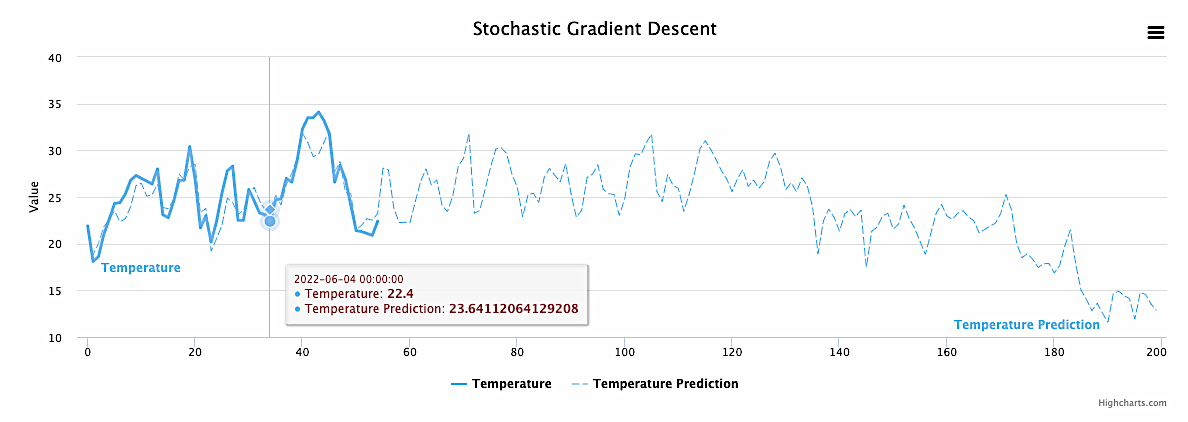 Stochastic Gradient Descent
40
35
30
25
20
15
10
Value
Temperature
2022-06-04 00:00:00
Temperature: 22.4
Temperature Prediction: 23.64112064129208
Temperature Prediction
0 20 40 60 80 100 120 140 160 180 200
Temperature Temperature Prediction
Highcharts.com